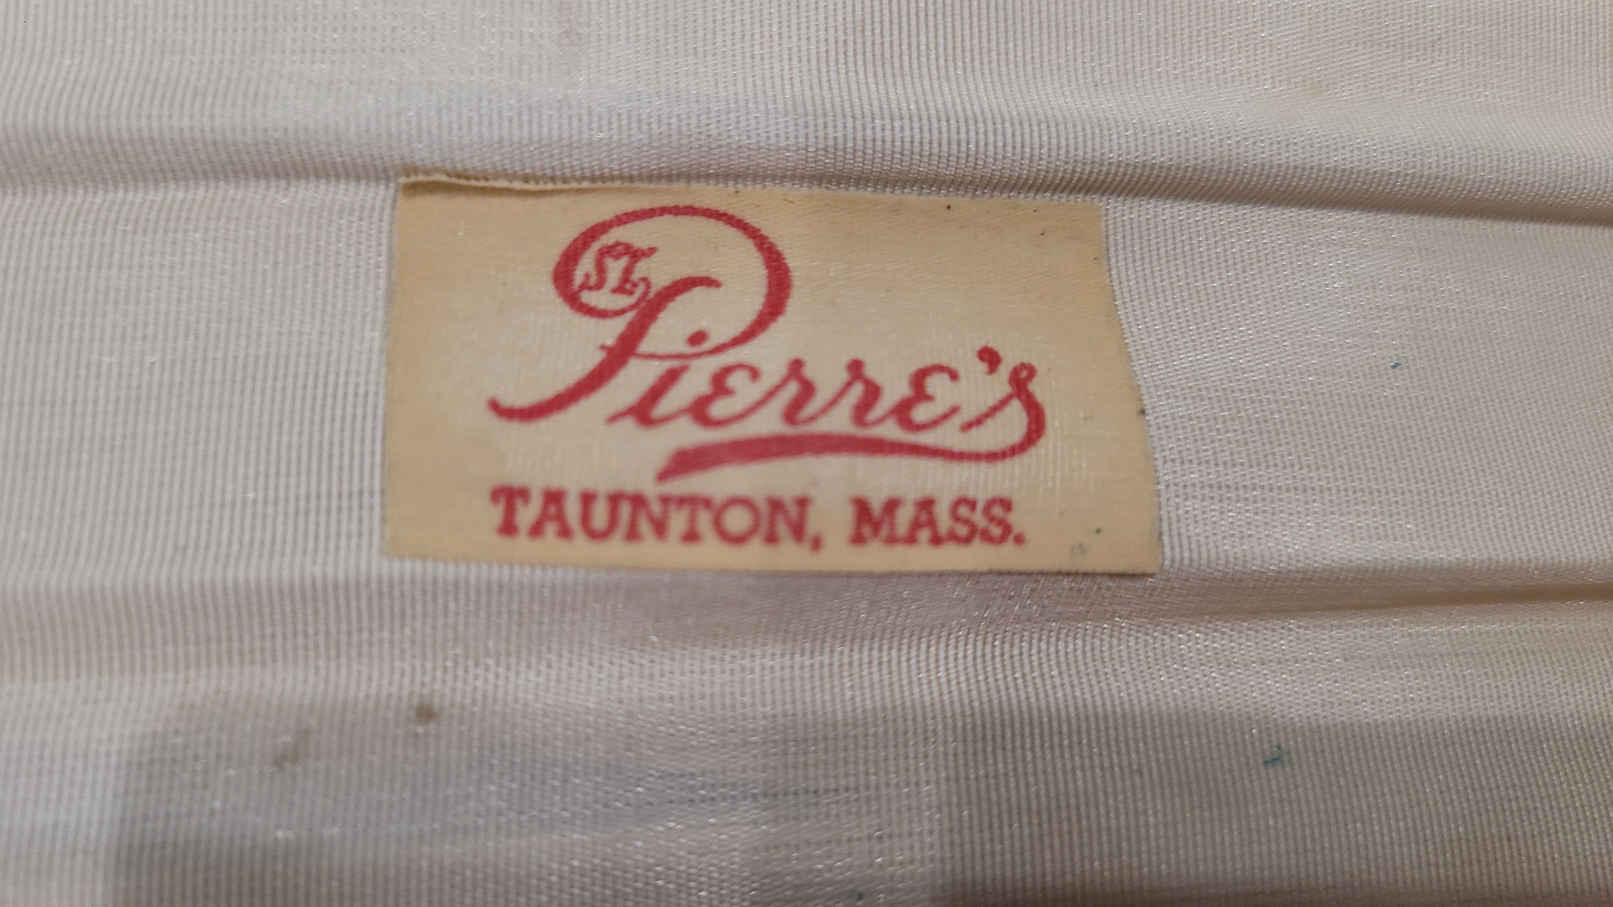 St. Pierre's
TAUNTON, MASS.